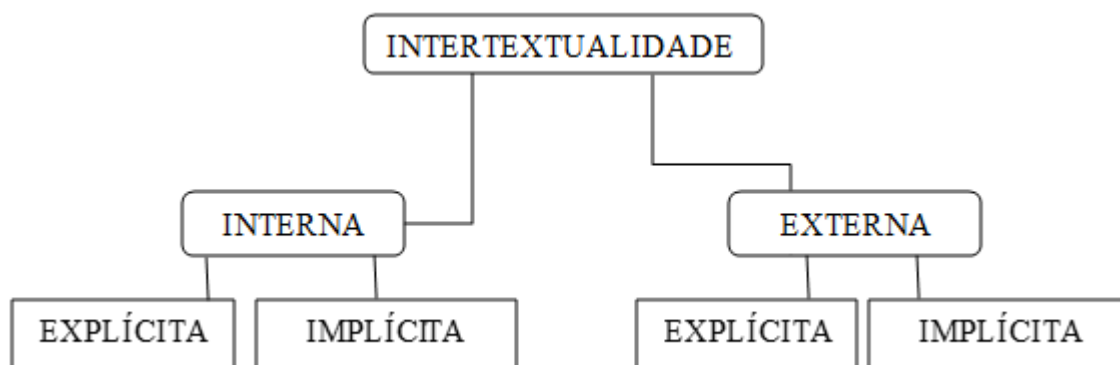 INTERTEXTUALIDADE
INTERNA
EXTERNA
EXPLÍCITA
IMPLÍCITA
EXPLÍCITA
IMPLÍCITA